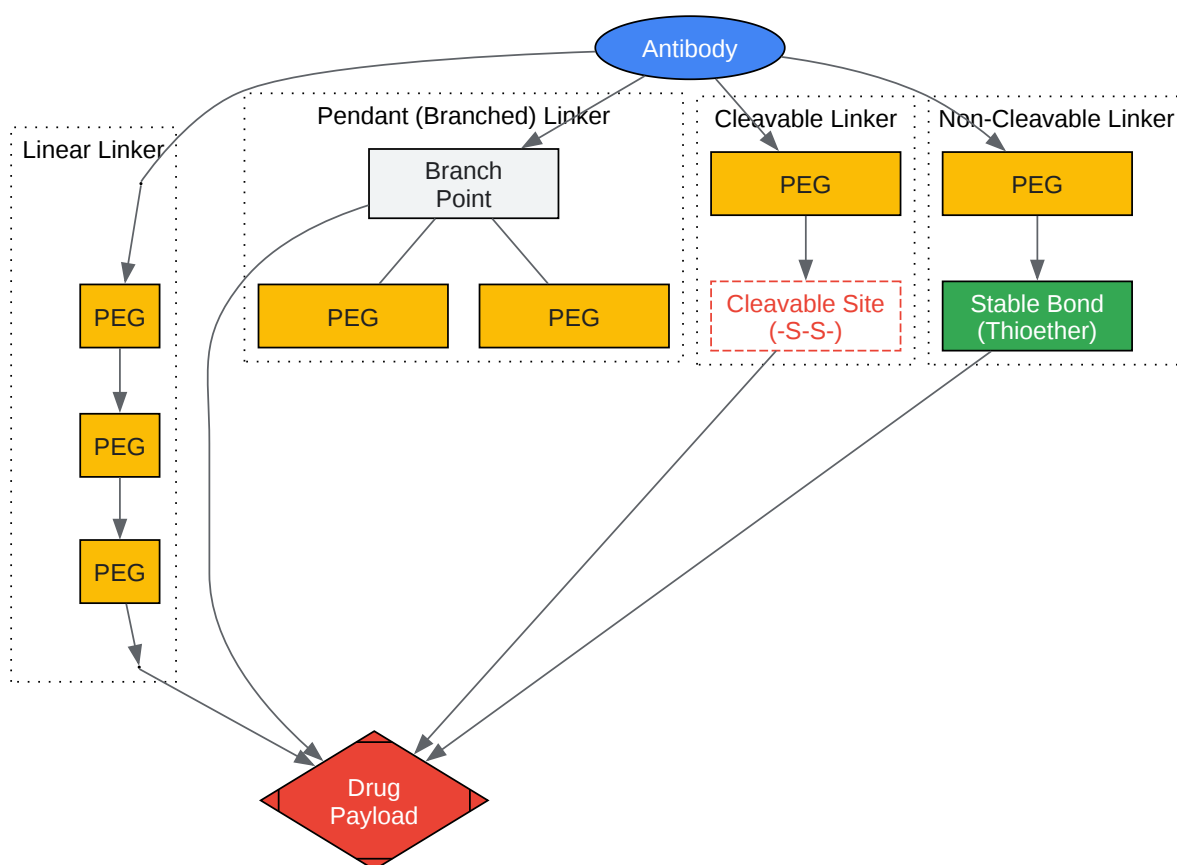 Antibody
Pendant (Branched) Linker
Cleavable Linker
Non-Cleavable Linker
Linear Linker
Branch
Point
PEG
PEG
PEG
PEG
PEG
Cleavable Site
(-S-S-)
Stable Bond
(Thioether)
PEG
PEG
Drug
Payload